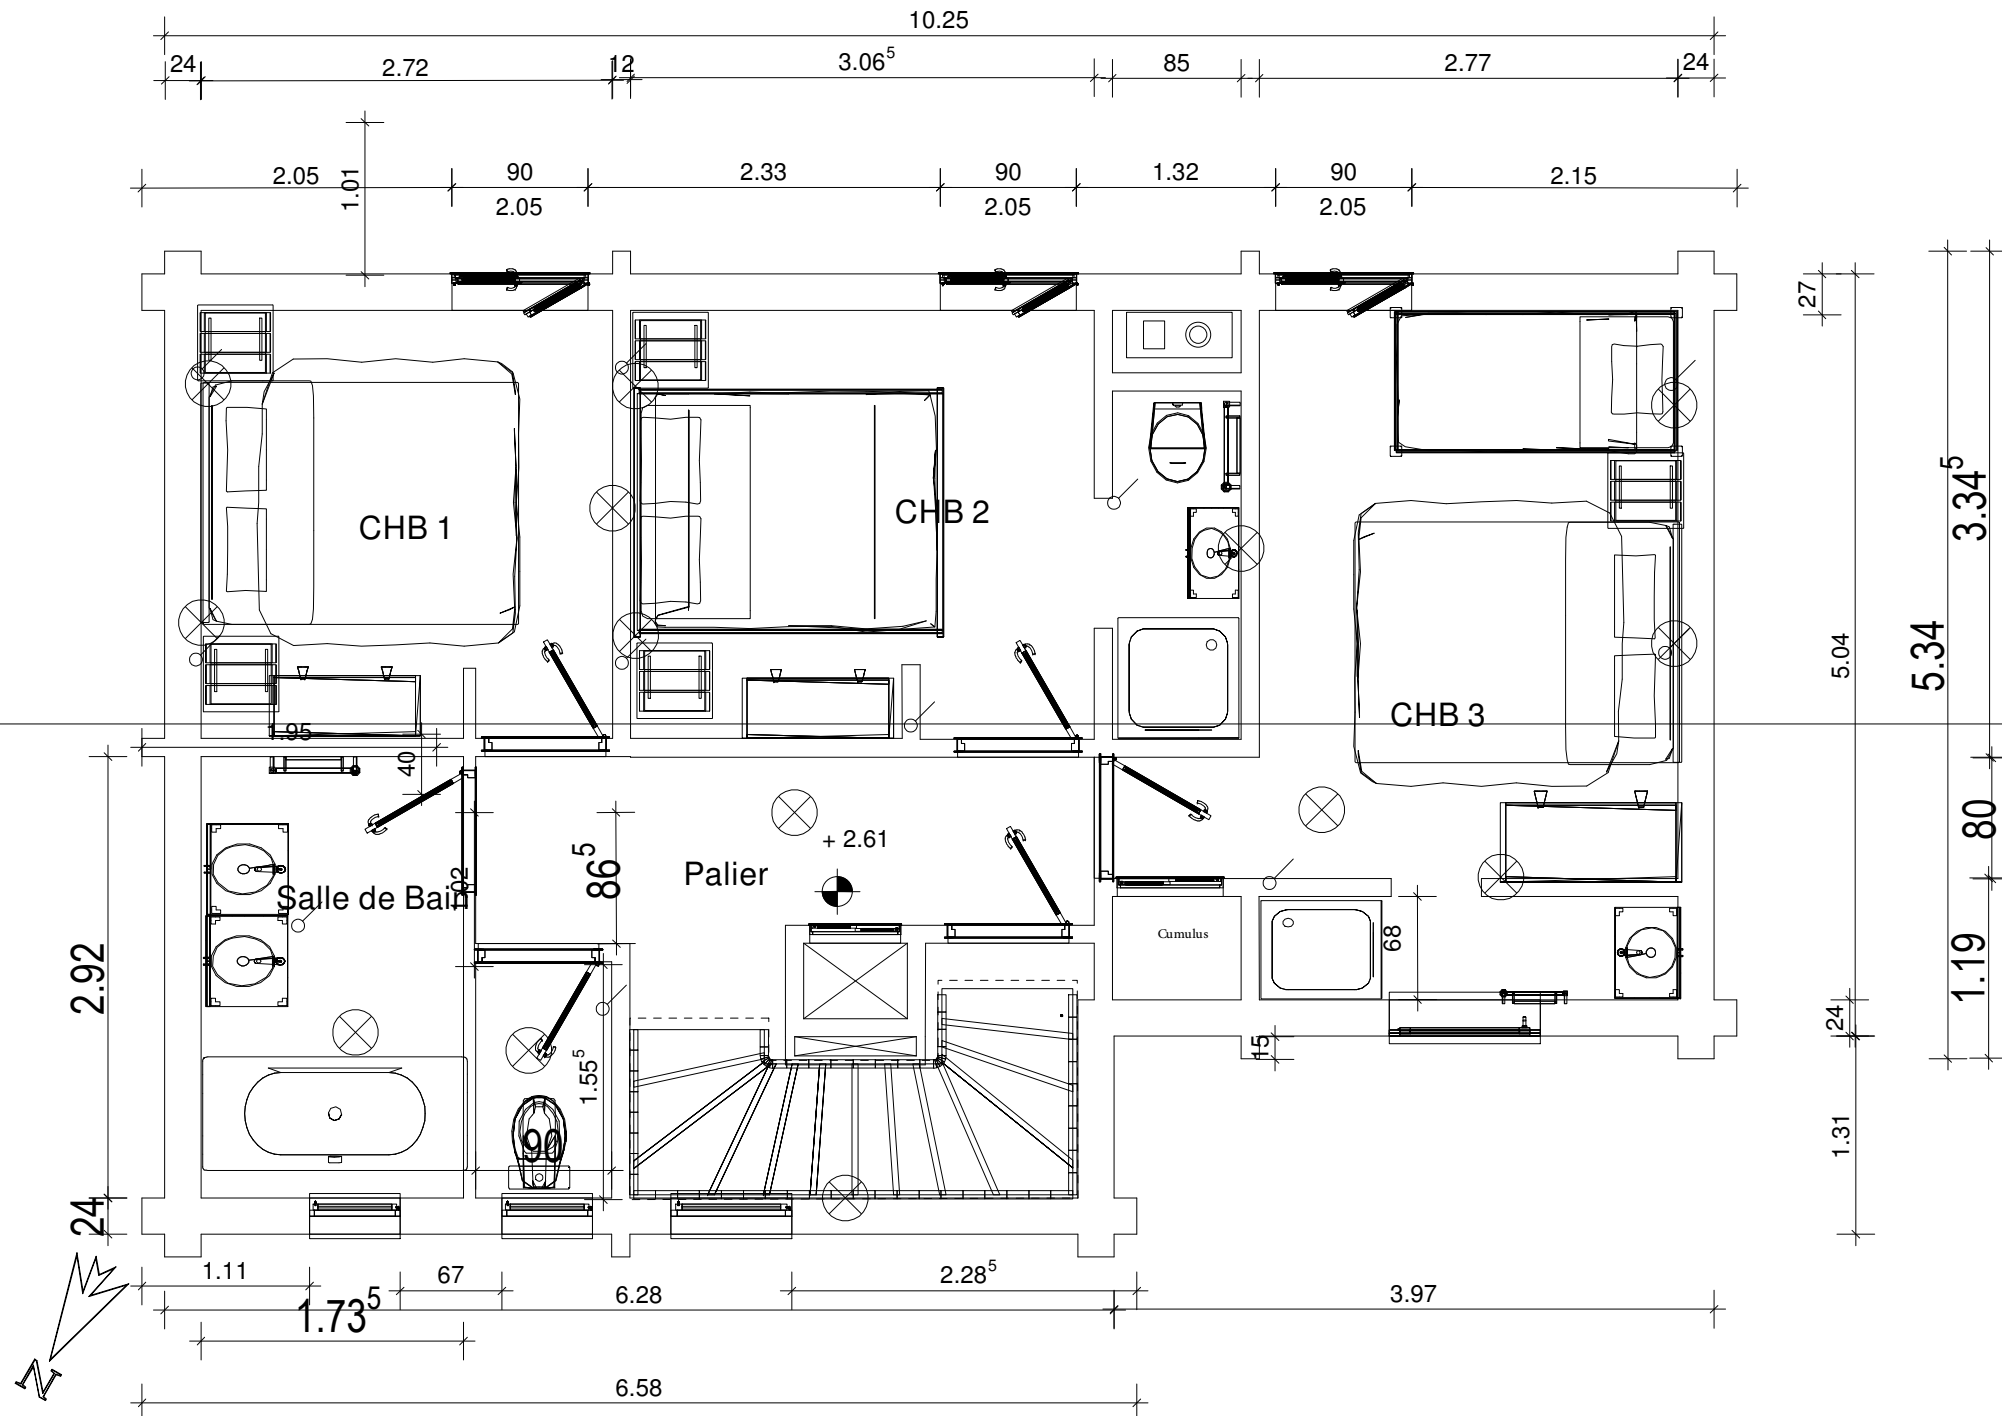 10.25
24 2.72 12 3.06⁵ 85 2.77 24
2.05 1.01 90 2.33 90 1.32 90 2.15
2.05 2.05 2.05
27
3.34⁵
CHB 1
CHB 2
5.34
5.04
CHB 3
1.95
40
80
+ 2.61
86⁵
Palier
Salle de Bain
Cumulus
68
2.92
1.19
24
15
1.55⁵
1.31
90
24
1.11 67 2.28⁵
1.73⁵ 6.28 3.97
N
6.58